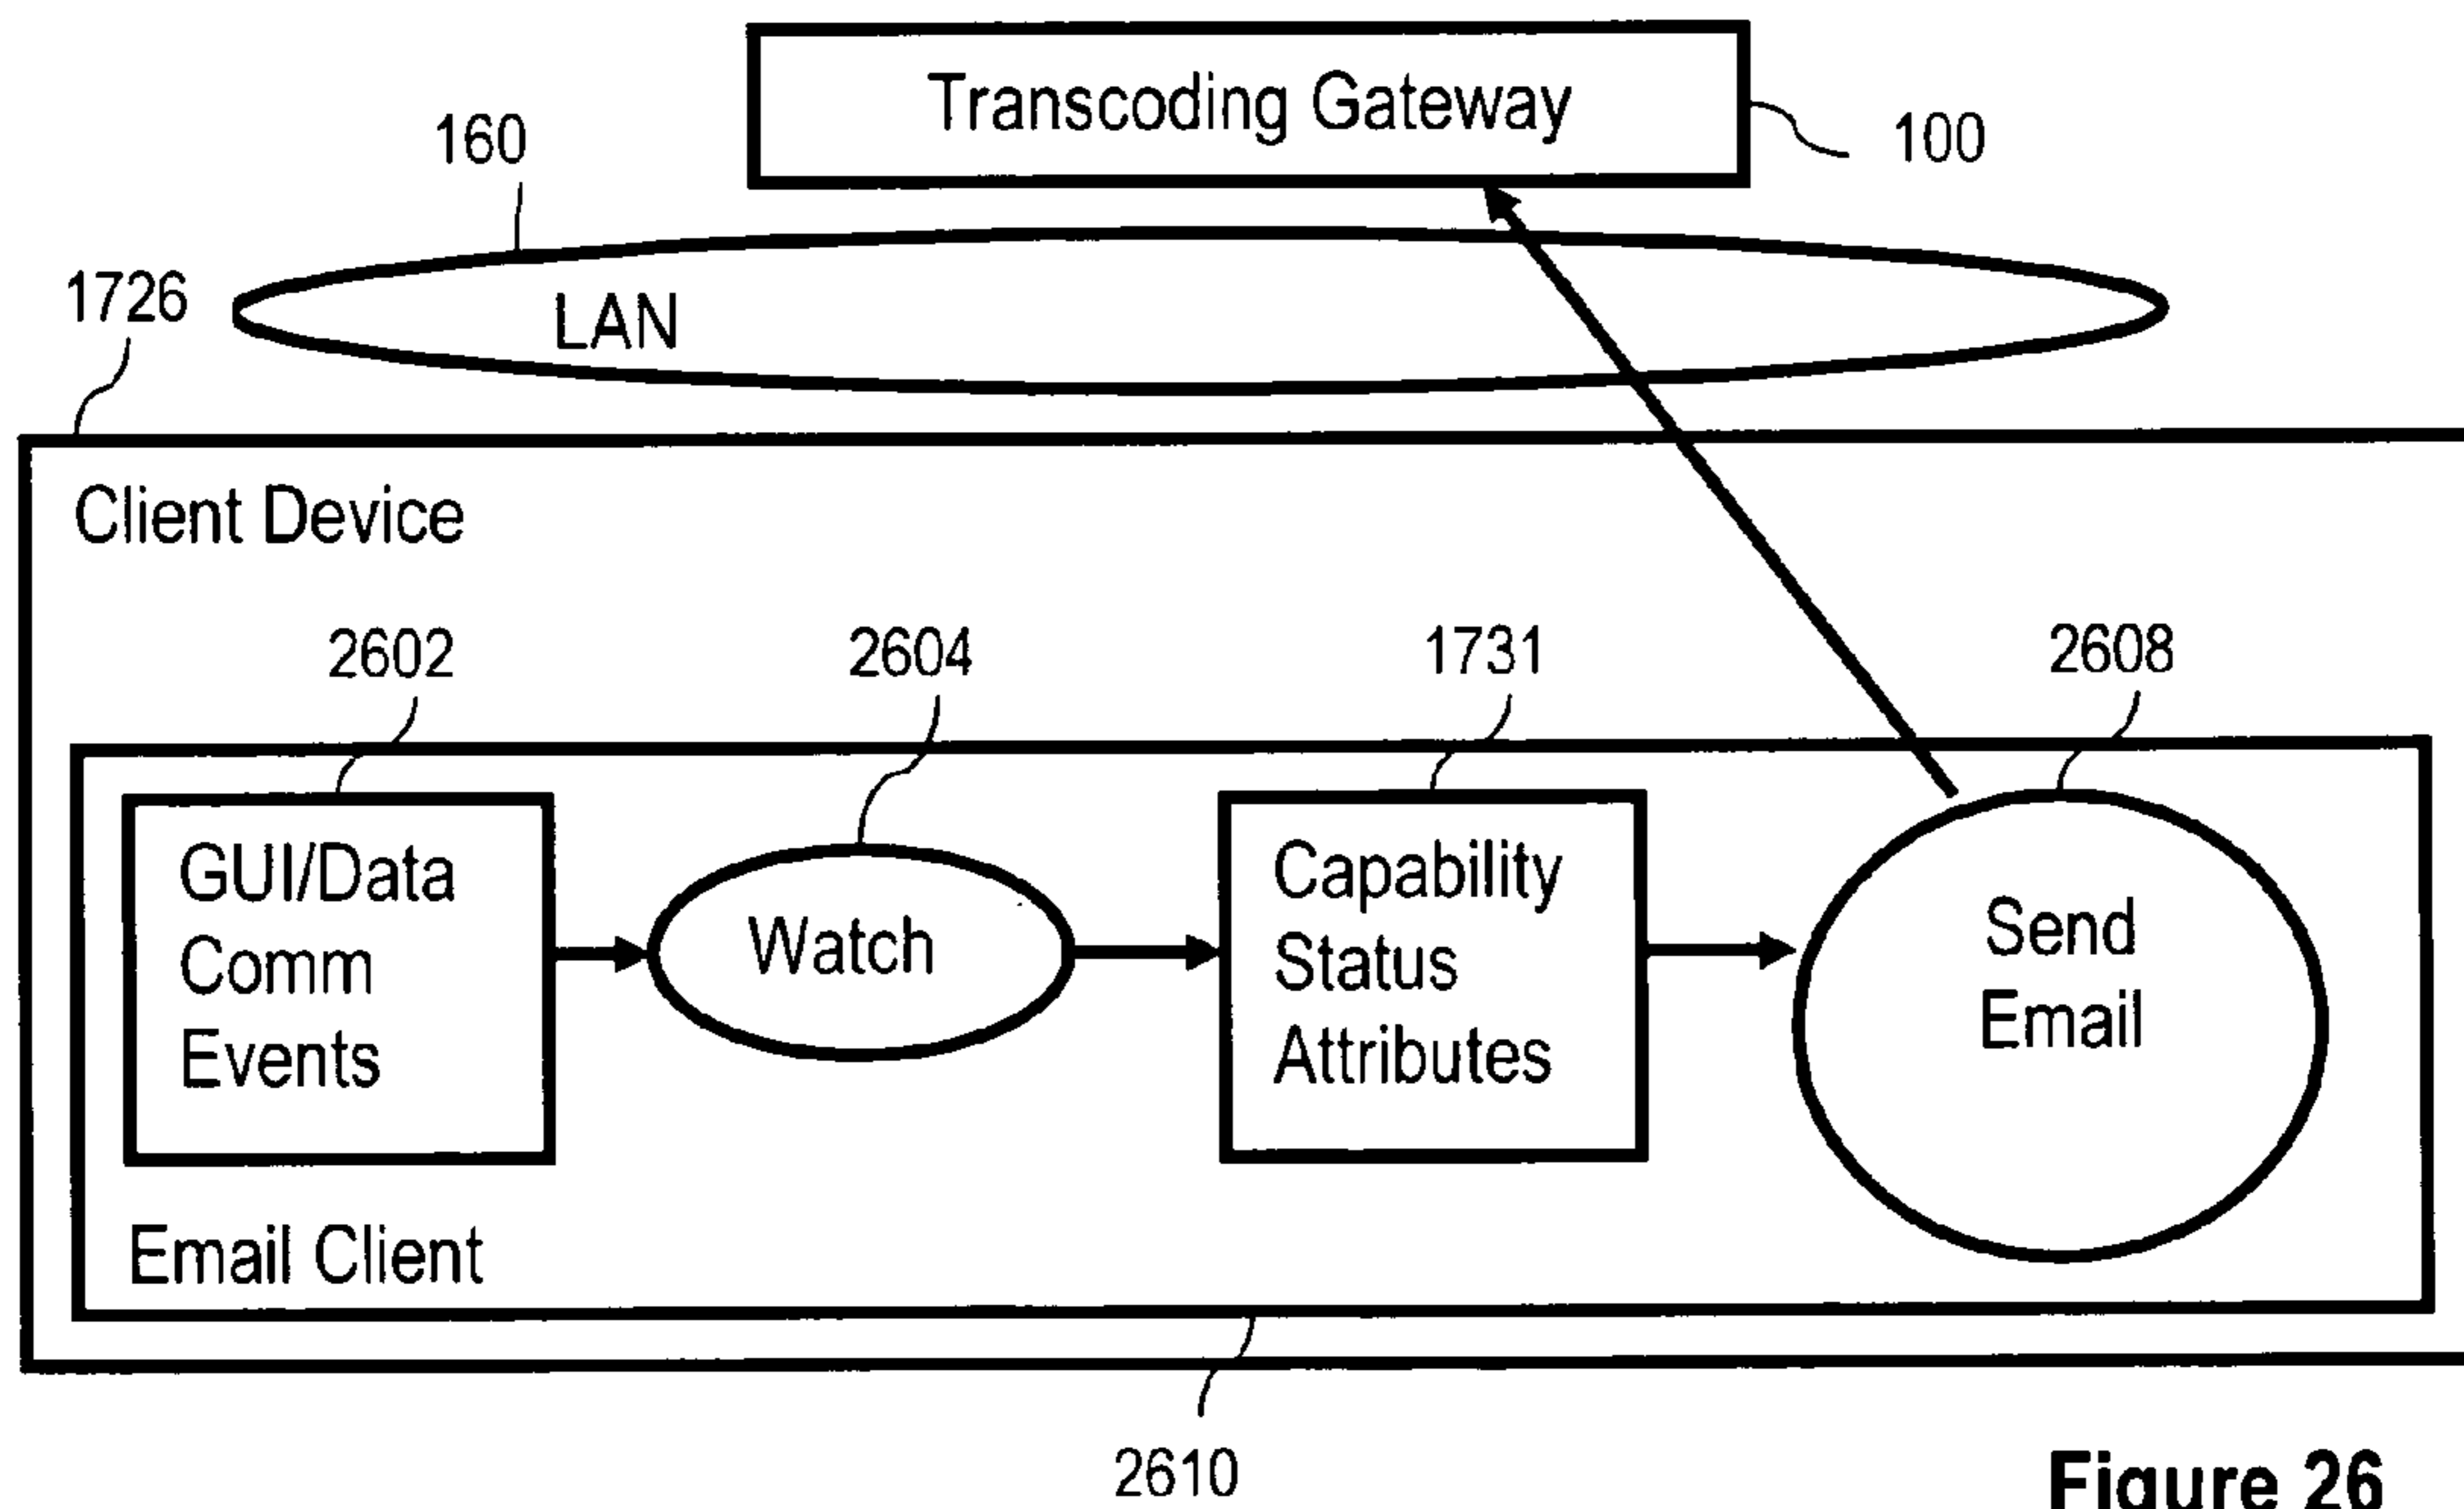 Transcoding Gateway
100
160
1726
LAN
Client Device
2602
2604
1731
2608
GUI/Data
Comm
Events
Watch
Capability
Status
Attributes
Send
Email
Email Client
2610
Figure 26